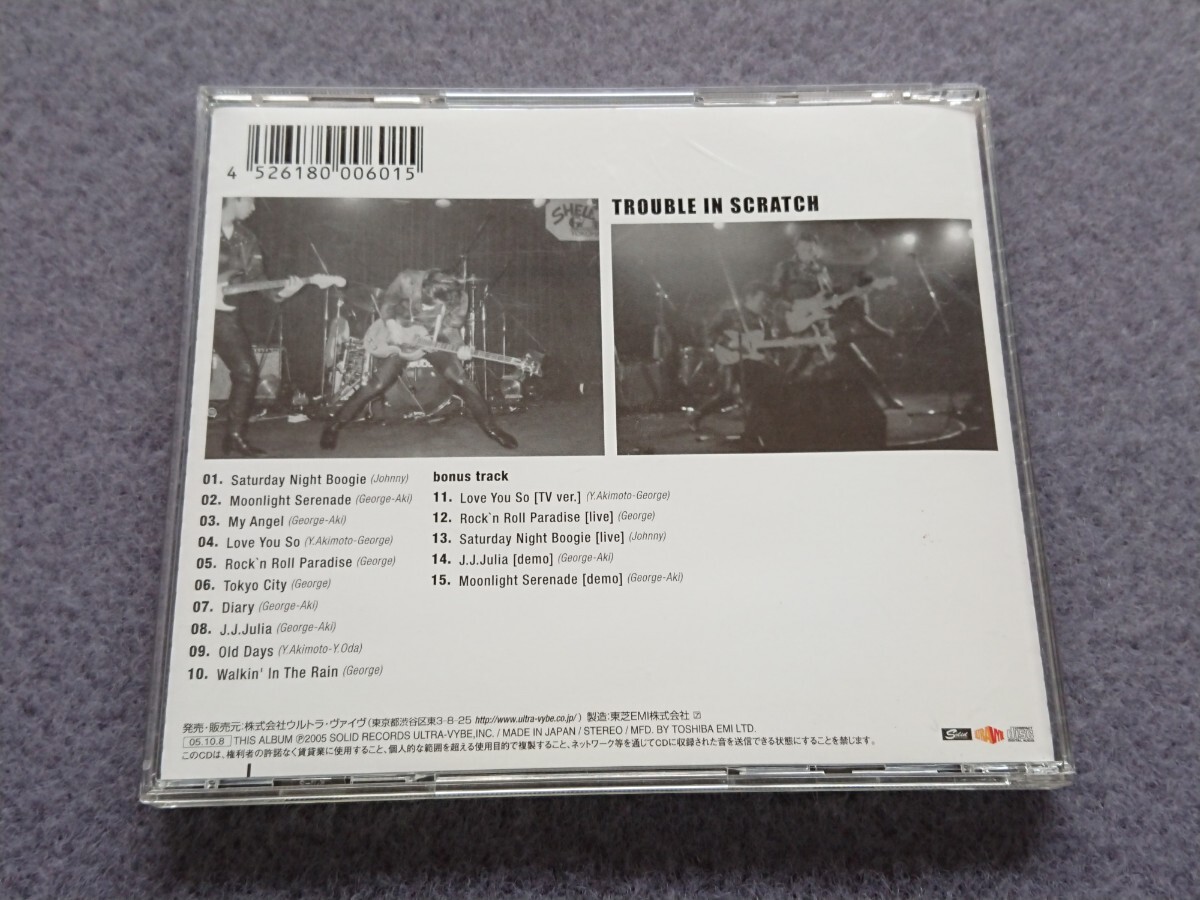 4 526180 006015
SHEL
TROUBLE IN SCRATCH
01. Saturday Night Boogie (Johnny)
02. Moonlight Serenade (George-Aki)
03. My Angel (George-Aki)
04. Love You So (Y.Akimoto-George)
05. Rock`n Roll Paradise (George)
06. Tokyo City (George)
07. Diary (George-Aki)
08. J.J.Julia (George-Aki)
09. Old Days (Y.Akimoto-Y.Oda)
10. Walkin' In The Rain (George)
bonus track
11. Love You So [TV ver.] (Y.Akimoto-George)
12. Rock`n Roll Paradise [live] (George)
13. Saturday Night Boogie [live] (Johnny)
14. J.J.Julia [demo] (George-Aki)
15. Moonlight Serenade [demo] (George-Aki)
発売・販売元:株式会社ウルトラ・ヴァイヴ(東京都渋谷区東3-8-25 http://www.ultra-vybe.co.jp/) 製造:東芝EMI株式会社
05.10.8 THIS ALBUM ℗2005 SOLID RECORDS ULTRA-VYBE,INC. / MADE IN JAPAN / STEREO / MFD. BY TOSHIBA EMI LTD.
このCDは、権利者の許諾なく賃貸業に使用すること、個人的な範囲を超える使用目的で複製すること、ネットワーク等を通じてCDに収録された音を送信できる状態にすることを禁じます。
Solid